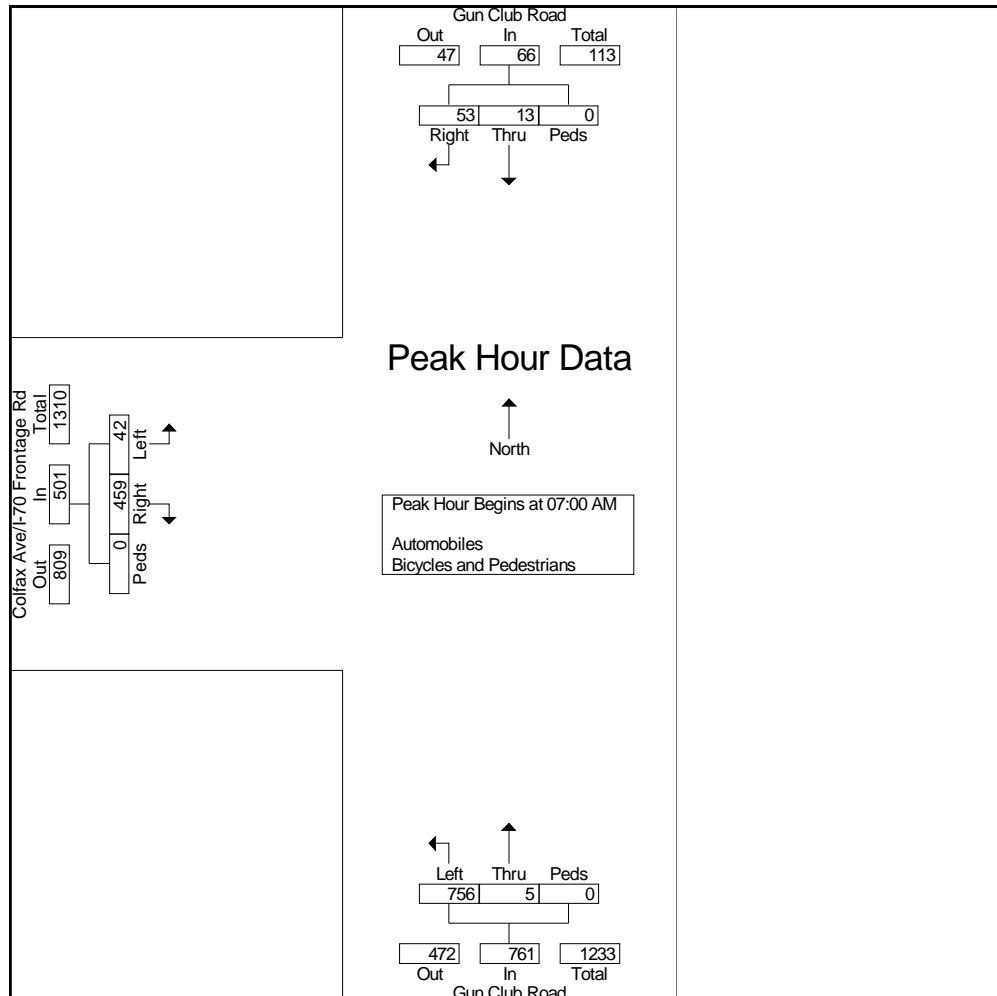 Gun Club Road
Out In Total
47 66 113
53 13 0
Right Thru Peds
Peak Hour Data
North
Peak Hour Begins at 07:00 AM
Automobiles
Bicycles and Pedestrians
Colfax Ave/I-70 Frontage Rd
Out In Total
809 501 1310
0 459 42
Peds Right Left
Left Thru Peds
756 5 0
472 761 1233
Out In Total
Gun Club Road